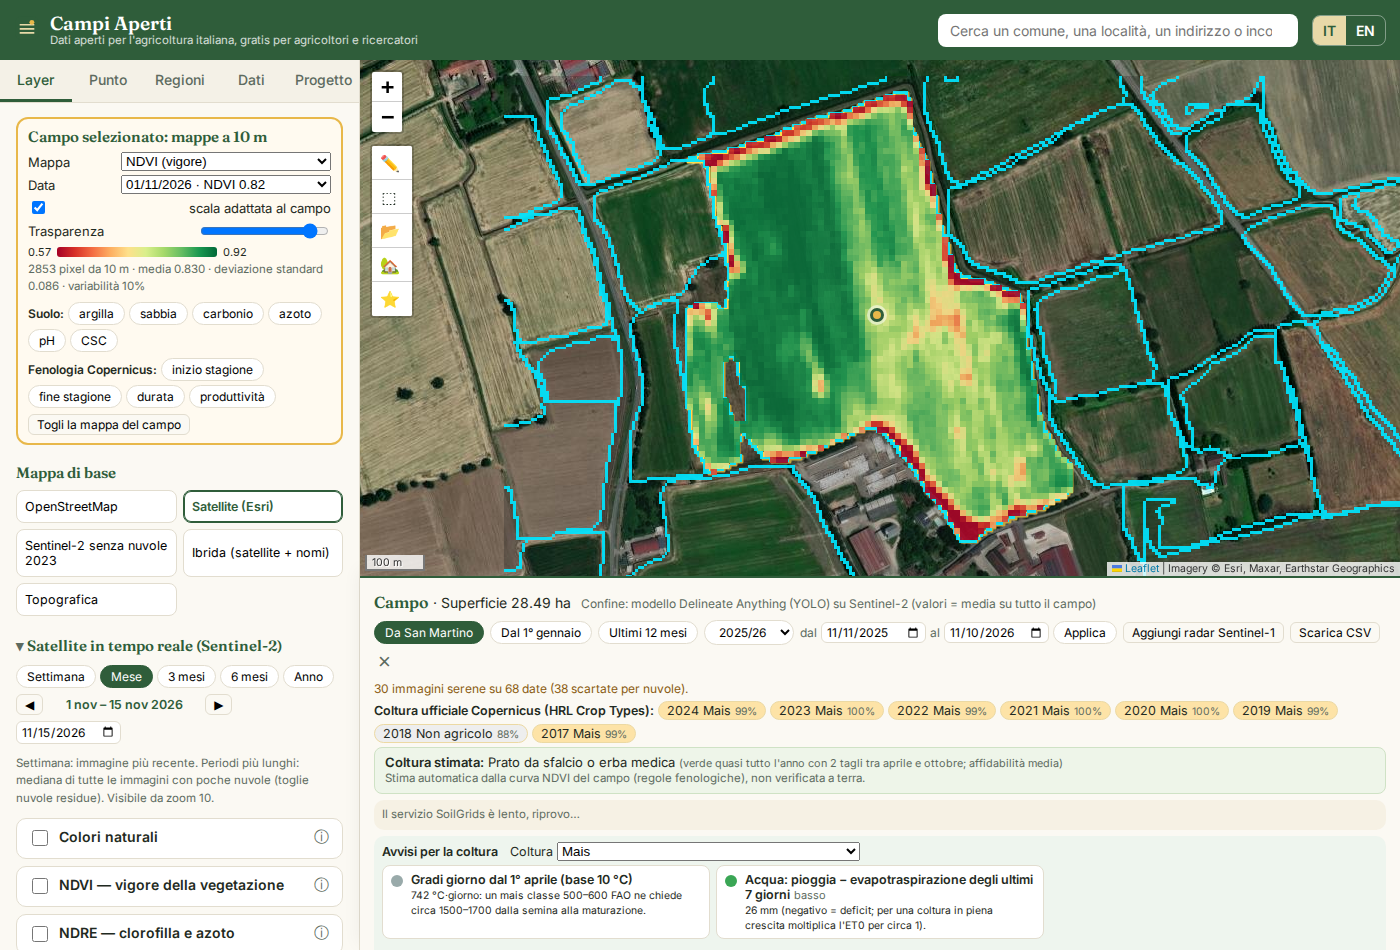 Campi Aperti
Dati aperti per l'agricoltura italiana, gratis per agricoltori e ricercatori
Cerca un comune, una località, un indirizzo o inco
IT EN
Layer Punto Regioni Dati Progetto
Campo selezionato: mappe a 10 m
Mappa NDVI (vigore)
Data 01/11/2026 · NDVI 0.82
scala adattata al campo
Trasparenza
0.57 0.92
2853 pixel da 10 m · media 0.830 · deviazione standard
0.086 · variabilità 10%
Suolo: argilla sabbia carbonio azoto
pH CSC
Fenologia Copernicus: inizio stagione
fine stagione durata produttività
Togli la mappa del campo
Mappa di base
OpenStreetMap Satellite (Esri)
Sentinel-2 senza nuvole
2023
Ibrida (satellite + nomi)
Topografica
▾ Satellite in tempo reale (Sentinel-2)
Settimana Mese 3 mesi 6 mesi Anno
◀ 1 nov – 15 nov 2026 ▶
11/15/2026
Settimana: immagine più recente. Periodi più lunghi:
mediana di tutte le immagini con poche nuvole (toglie
nuvole residue). Visibile da zoom 10.
Colori naturali ⓘ
NDVI — vigore della vegetazione ⓘ
NDRE — clorofilla e azoto ⓘ
+
−
100 m
Leaflet | Imagery © Esri, Maxar, Earthstar Geographics
Campo · Superficie 28.49 ha Confine: modello Delineate Anything (YOLO) su Sentinel-2 (valori = media su tutto il campo)
Da San Martino Dal 1° gennaio Ultimi 12 mesi 2025/26 dal 11/11/2025 al 11/10/2026 Applica Aggiungi radar Sentinel-1 Scarica CSV
✕
30 immagini serene su 68 date (38 scartate per nuvole).
Coltura ufficiale Copernicus (HRL Crop Types): 2024 Mais 99% 2023 Mais 100% 2022 Mais 99% 2021 Mais 100% 2020 Mais 100% 2019 Mais 99%
2018 Non agricolo 88% 2017 Mais 99%
Coltura stimata: Prato da sfalcio o erba medica (verde quasi tutto l'anno con 2 tagli tra aprile e ottobre; affidabilità media)
Stima automatica dalla curva NDVI del campo (regole fenologiche), non verificata a terra.
Il servizio SoilGrids è lento, riprovo...
Avvisi per la coltura Coltura Mais
Gradi giorno dal 1° aprile (base 10 °C)
742 °C·giorno: un mais classe 500–600 FAO ne chiede
circa 1500–1700 dalla semina alla maturazione.
Acqua: pioggia − evapotraspirazione degli ultimi
7 giorni basso
26 mm (negativo = deficit; per una coltura in piena
crescita moltiplica l'ET0 per circa 1).